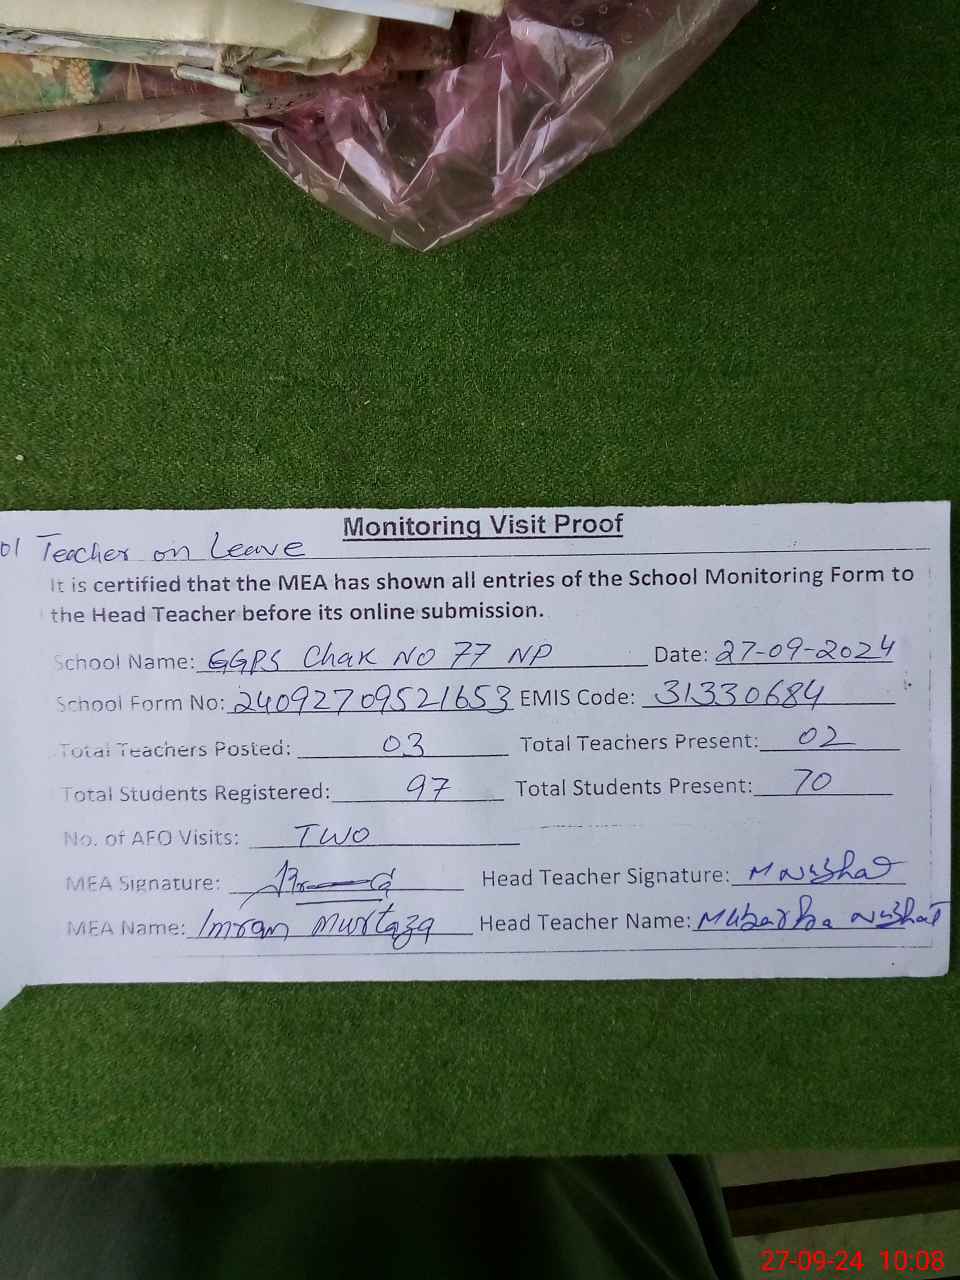 Monitoring Visit Proof
01 Teacher on Leave
It is certified that the MEA has shown all entries of the School Monitoring Form to
the Head Teacher before its online submission.
School Name: GGPS Chak NO 77 NP Date: 27-09-2024
School Form No: 24092709521653 EMIS Code: 31330684
Total Teachers Posted: 03 Total Teachers Present: 02
Total Students Registered: 97 Total Students Present: 70
No. of AFO Visits: TWO
MEA Signature: Head Teacher Signature: M Nushat
MEA Name: Imran Murtaza Head Teacher Name: Mubarka Nushat
27-09-24 10:08